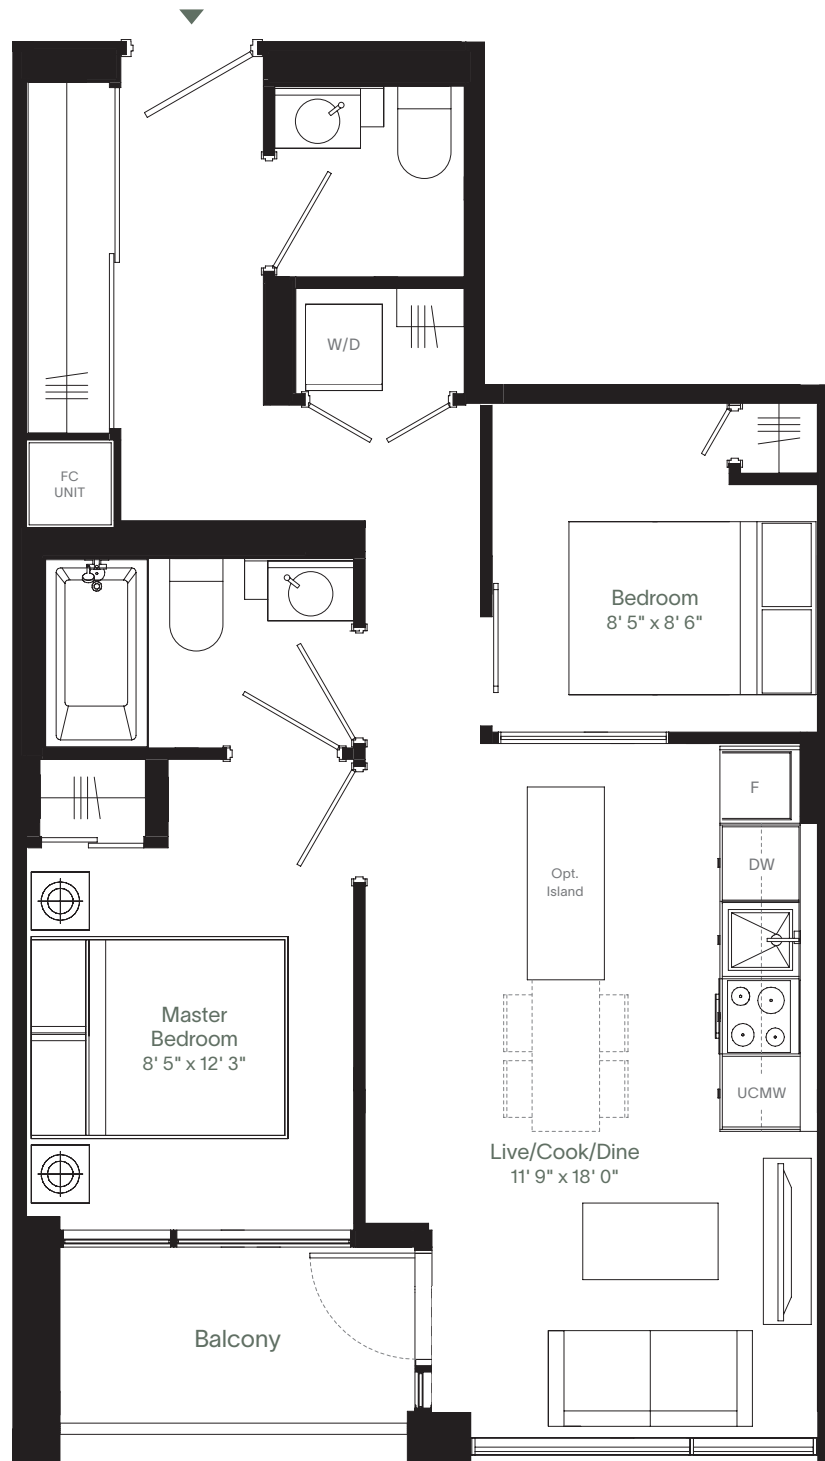 W/D
FC
UNIT
Bedroom
8' 5" x 8' 6"
F
DW
Opt.
Island
Master
Bedroom
8' 5" x 12' 3"
UCMW
Live/Cook/Dine
11' 9" x 18' 0"
Balcony